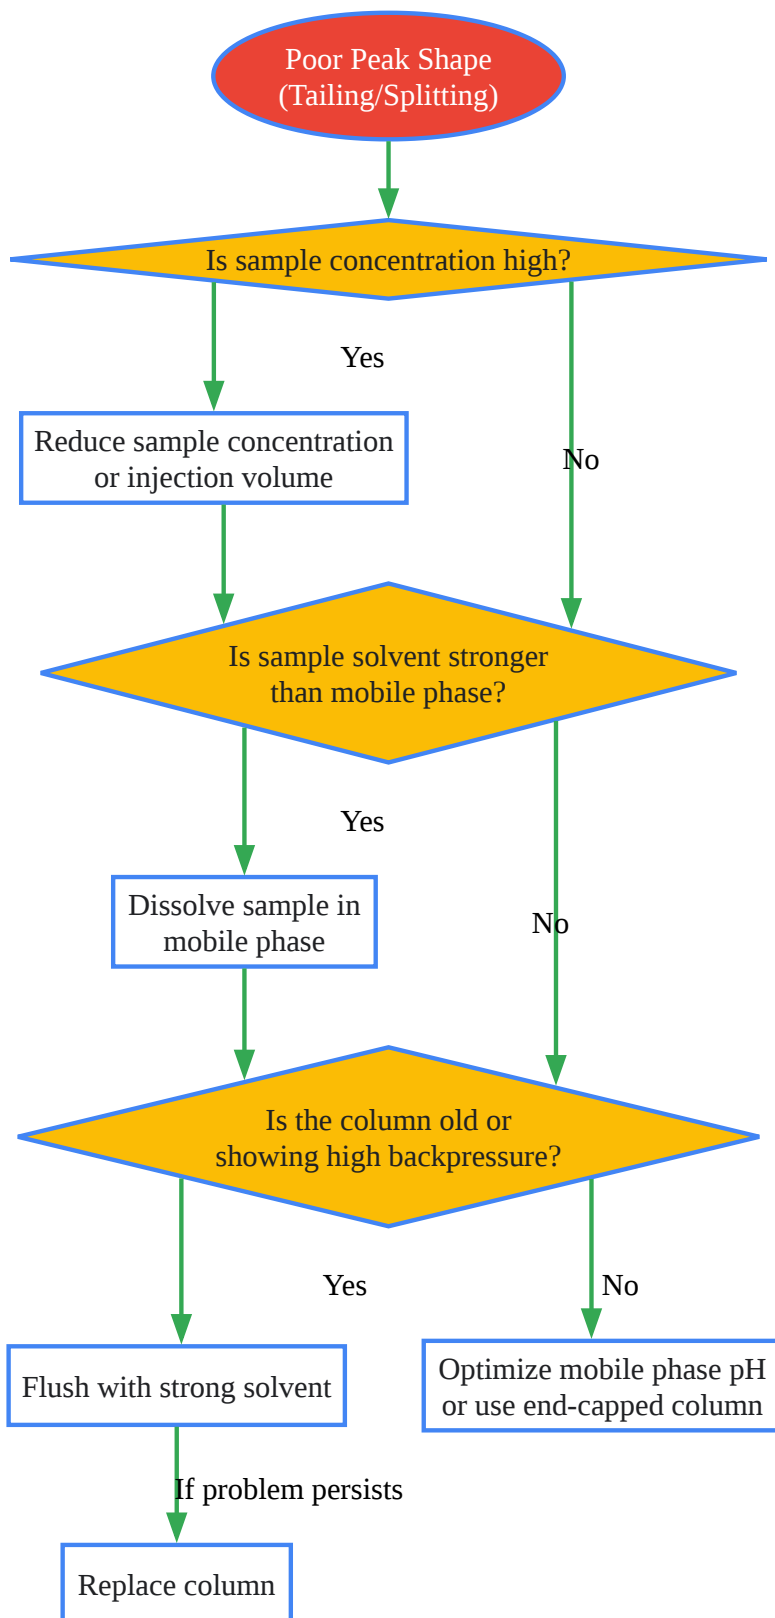 Poor Peak Shape
(Tailing/Splitting)
Is sample concentration high?
Yes
Reduce sample concentration
or injection volume
No
Is sample solvent stronger
than mobile phase?
Yes
Dissolve sample in
mobile phase
No
Is the column old or
showing high backpressure?
Yes
No
Flush with strong solvent
Optimize mobile phase pH
or use end-capped column
If problem persists
Replace column